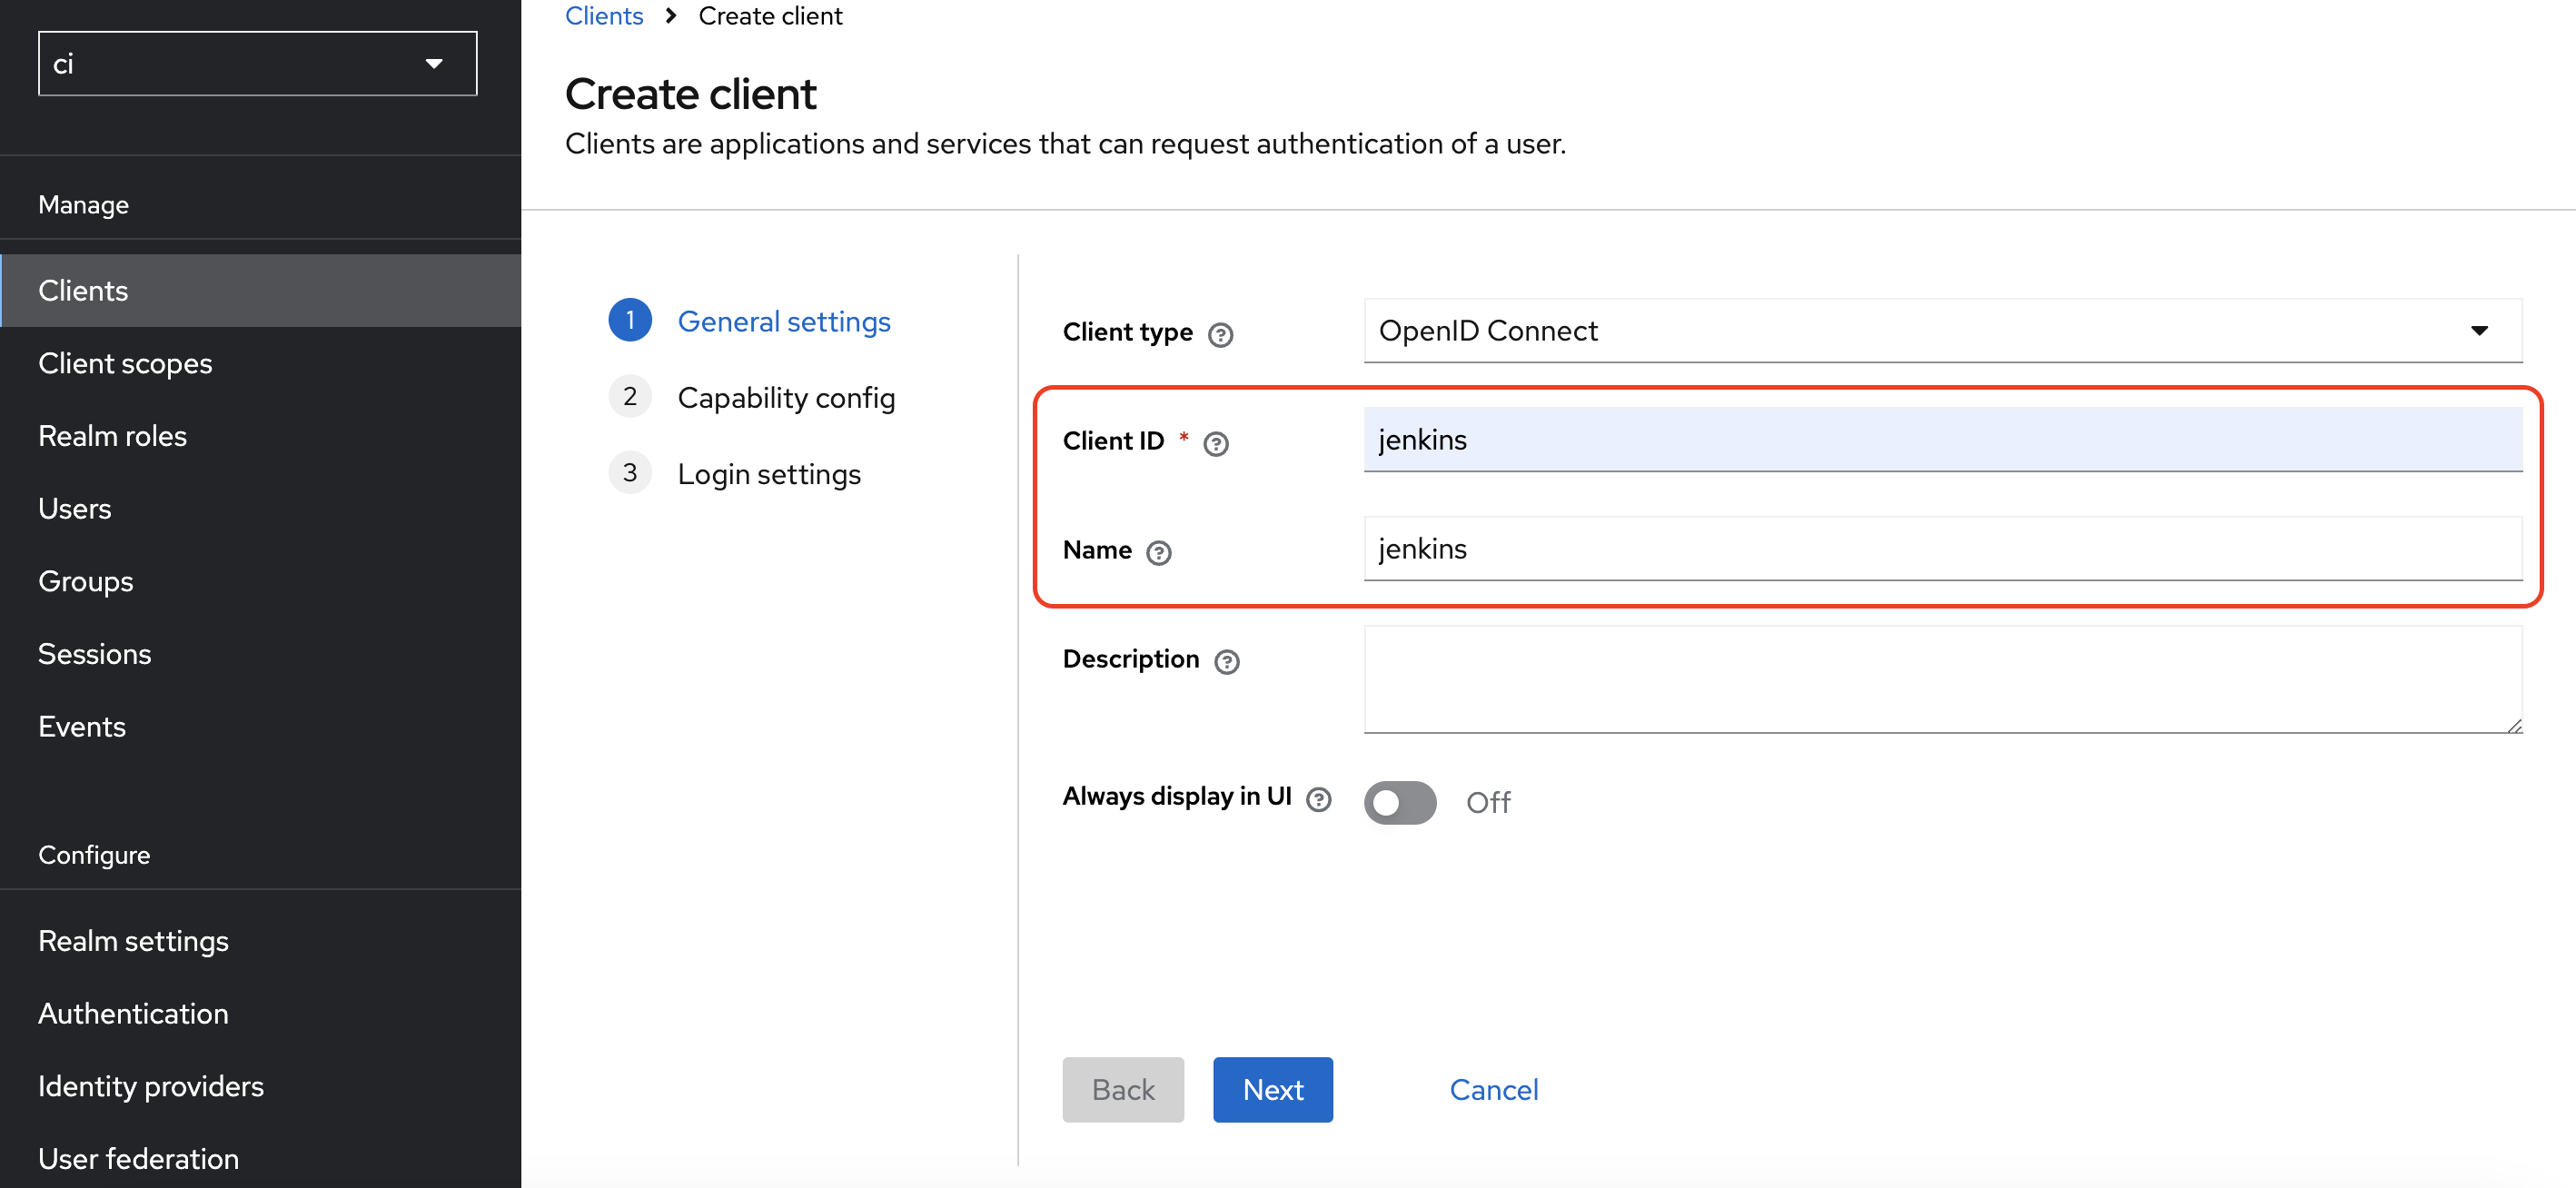 ci
Manage
Clients
Client scopes
Realm roles
Users
Groups
Sessions
Events
Configure
Realm settings
Authentication
Identity providers
User federation
Clients > Create client
Create client
Clients are applications and services that can request authentication of a user.
1 General settings
2 Capability config
3 Login settings
Client type ? OpenID Connect
Client ID * ? jenkins
Name ? jenkins
Description ?
Always display in UI ? Off
Back Next Cancel